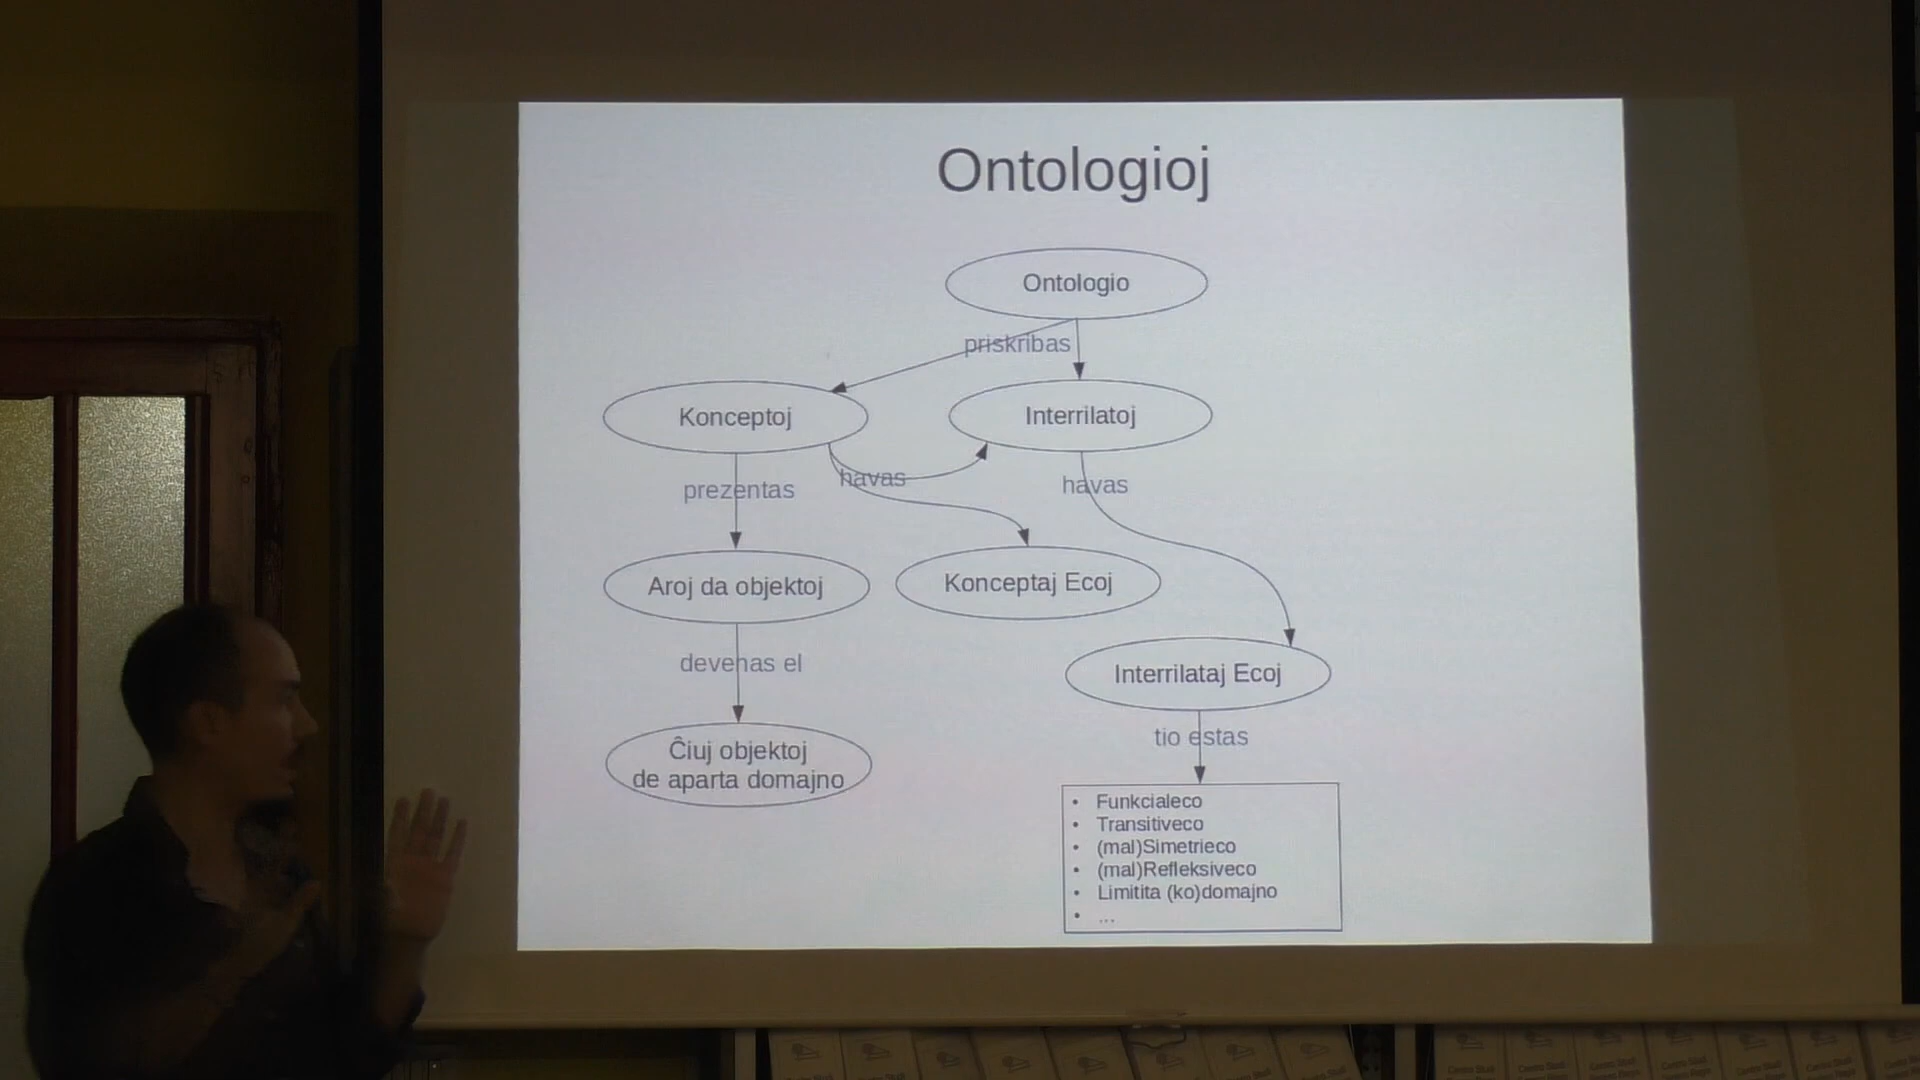 Ontologioj
Ontologio
priskribas
Konceptoj
Interrilatoj
prezentas
havas
havas
Aroj da objektoj
Konceptaj Ecoj
devenas el
Interrilataj Ecoj
tio estas
Ĉiuj objektoj
de aparta domajno
• Funkcialeco
• Transitiveco
• (mal)Simetrieco
• (mal)Refleksiveco
• Limitita (ko)domajno
• ...